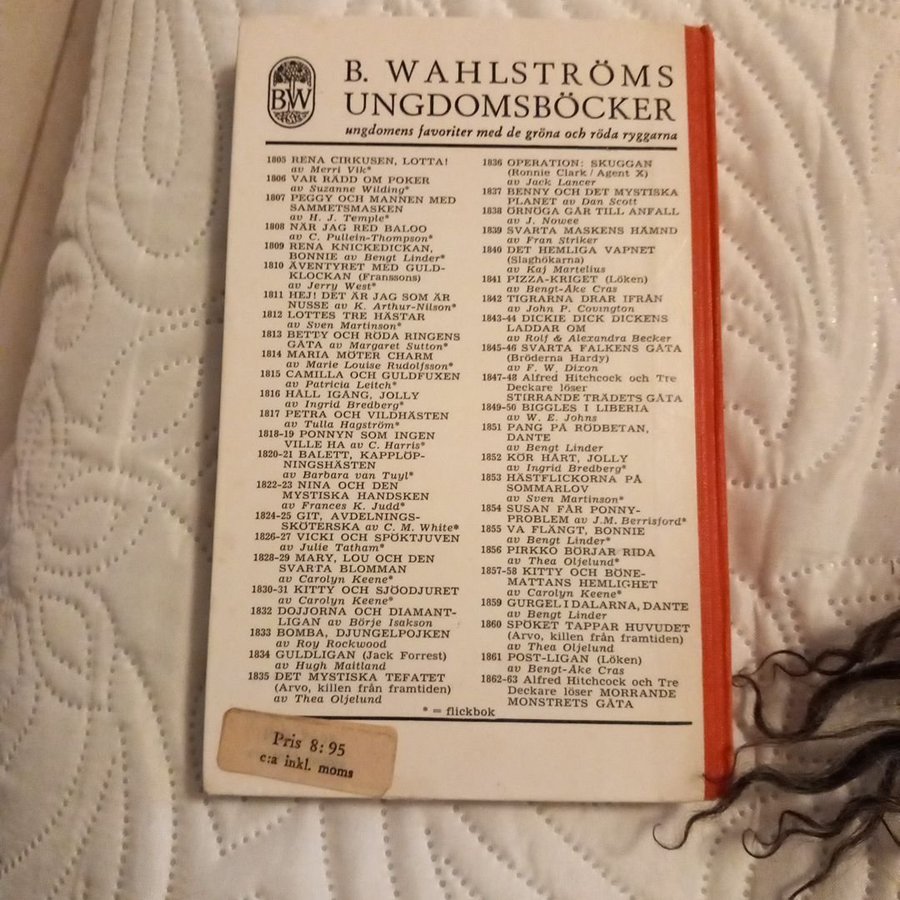 BW
B. WAHLSTRÖMS
UNGDOMSBÖCKER
ungdomens favoriter med de gröna och röda ryggarna
1805 RENA CIRKUSEN, LOTTA!
av Merri Vik*
1806 VAR RÄDD OM POKER
av Suzanne Wilding*
1807 PEGGY OCH MANNEN MED
SAMMETSMASKEN
av H. J. Temple*
1808 NÄR JAG RED BALOO
av C. Pullein-Thompson*
1809 RENA KNICKEDICKAN,
BONNIE av Bengt Linder*
1810 ÄVENTYRET MED GULD-
KLOCKAN (Franssons)
av Jerry West*
1811 HEJ! DET ÄR JAG SOM ÄR
NUSSE av K. Arthur-Nilson*
1812 LOTTES TRE HÄSTAR
av Sven Martinson*
1813 BETTY OCH RÖDA RINGENS
GÅTA av Margaret Sutton*
1814 MARIA MÖTER CHARM
av Marie Louise Rudolfsson*
1815 CAMILLA OCH GULDFUXEN
av Patricia Leitch*
1816 HÅLL IGÅNG, JOLLY
av Ingrid Bredberg*
1817 PETRA OCH VILDHÄSTEN
av Tulla Hagström*
1818-19 PONNYN SOM INGEN
VILLE HA av C. Harris*
1820-21 BALETT, KAPPLÖP-
NINGSHÄSTEN
av Barbara van Tuyl*
1822-23 NINA OCH DEN
MYSTISKA HANDSKEN
av Frances K. Judd*
1824-25 GIT, AVDELNINGS-
SKÖTERSKA av C. M. White*
1826-27 VICKI OCH SPÖKTJUVEN
av Julie Tatham*
1828-29 MARY, LOU OCH DEN
SVARTA BLOMMAN
av Carolyn Keene*
1830-31 KITTY OCH SJÖODJURET
av Carolyn Keene*
1832 DOJJORNA OCH DIAMANT-
LIGAN av Börje Isakson
1833 BOMBA, DJUNGELPOJKEN
av Roy Rockwood
1834 GULDLIGAN (Jack Forrest)
av Hugh Maitland
1835 DET MYSTISKA TEFATET
(Arvo, killen från framtiden)
av Thea Oljelund
1836 OPERATION: SKUGGAN
(Ronnie Clark / Agent X)
av Jack Lancer
1837 BENNY OCH DET MYSTISKA
PLANET av Dan Scott
1838 ÖRNÖGA GÅR TILL ANFALL
av J. Nowee
1839 SVARTA MASKENS HÄMND
av Fran Striker
1840 DET HEMLIGA VAPNET
(Slaghökarna)
av Kaj Martelius
1841 PIZZA-KRIGET (Löken)
av Bengt-Åke Cras
1842 TIGRARNA DRAR IFRÅN
av John P. Covington
1843-44 DICKIE DICK DICKENS
LADDAR OM
av Rolf & Alexandra Becker
1845-46 SVARTA FALKENS GÅTA
(Bröderna Hardy)
av F. W. Dixon
1847-48 Alfred Hitchcock och Tre
Deckare löser
STIRRANDE TRÄDETS GÅTA
1849-50 BIGGLES I LIBERIA
av W. E. Johns
1851 PANG PÅ RÖDBETAN,
DANTE
av Bengt Linder
1852 KÖR HÅRT, JOLLY
av Ingrid Bredberg*
1853 HÄSTFLICKORNA PÅ
SOMMARLOV
av Sven Martinson*
1854 SUSAN FÅR PONNY-
PROBLEM av J.M. Berrisford*
1855 VA FLÄNGT, BONNIE
av Bengt Linder*
1856 PIRKKO BÖRJAR RIDA
av Thea Oljelund*
1857-58 KITTY OCH BÖNE-
MATTANS HEMLIGHET
av Carolyn Keene*
1859 GURGEL I DALARNA, DANTE
av Bengt Linder
1860 SPÖKET TAPPAR HUVUDET
(Arvo, killen från framtiden)
av Thea Oljelund
1861 POST-LIGAN (Löken)
av Bengt-Åke Cras
1862-63 Alfred Hitchcock och Tre
Deckare löser MORRANDE
MONSTRETS GÅTA
* = flickbok
Pris 8:95
c:a inkl. moms